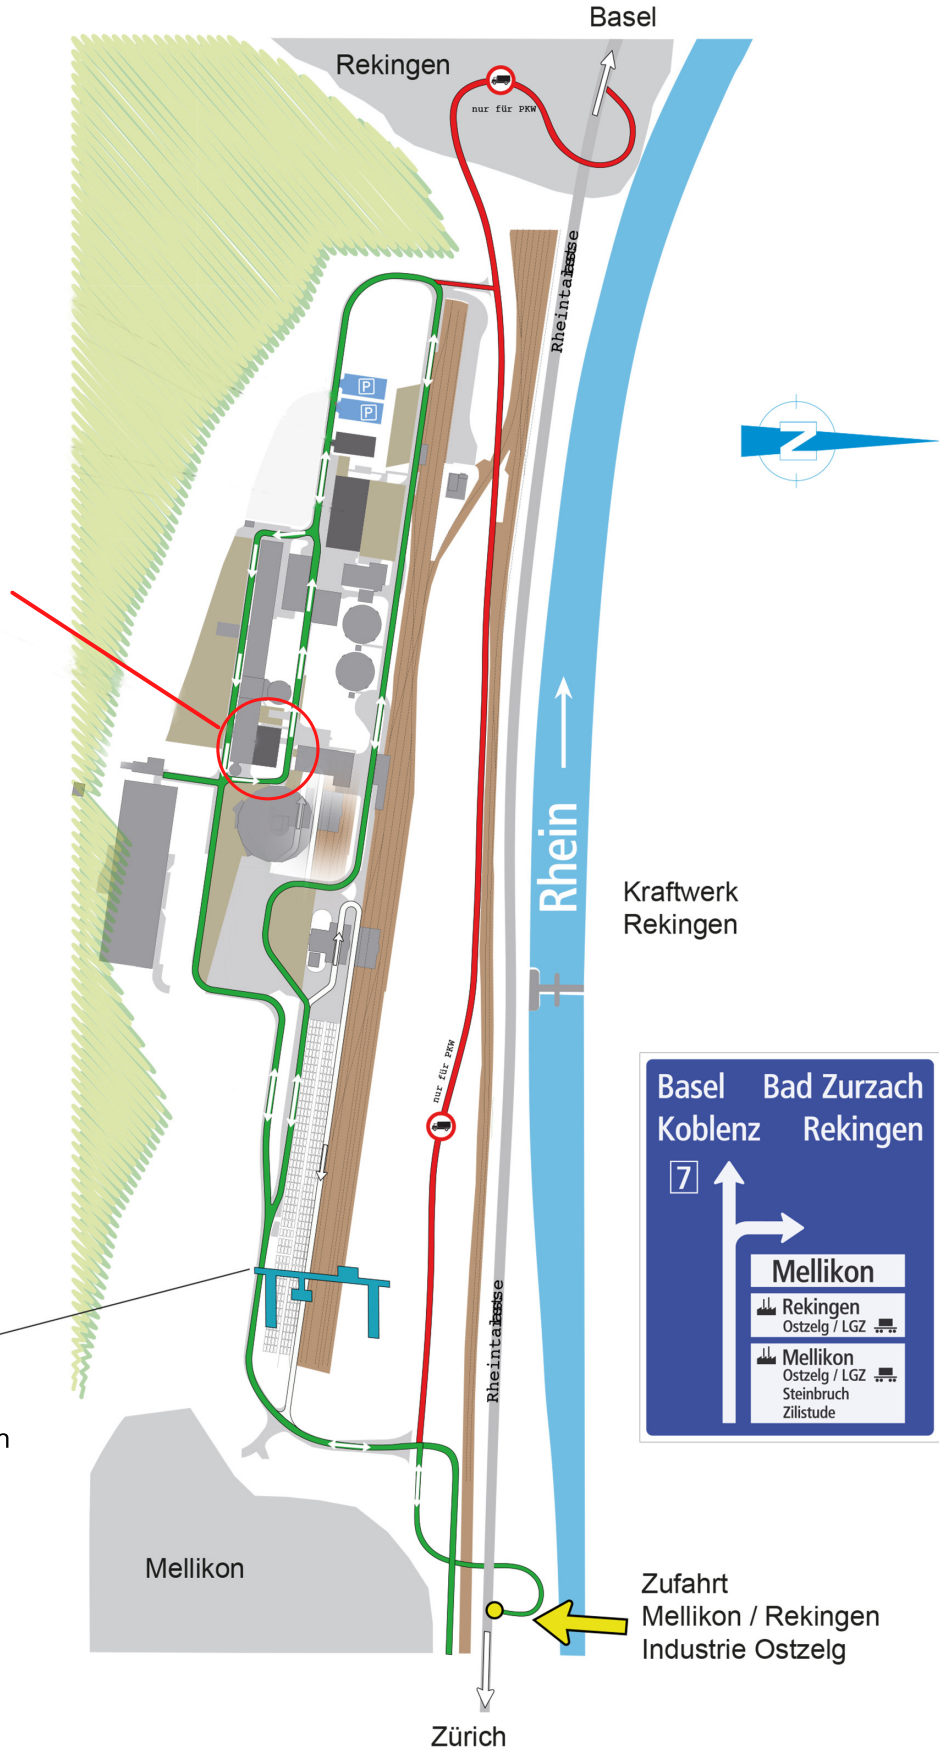 Basel
Rekingen
nur für PKW
Rheintalstrasse
P
P
N
Rhein
Kraftwerk
Rekingen
nur für PKW
Basel Bad Zurzach
Koblenz Rekingen
7
Mellikon
Rekingen
Ostzelg / LGZ
Mellikon
Ostzelg / LGZ
Steinbruch
Zilistude
Rheintalstrasse
n
Mellikon
Zufahrt
Mellikon / Rekingen
Industrie Ostzelg
Zürich